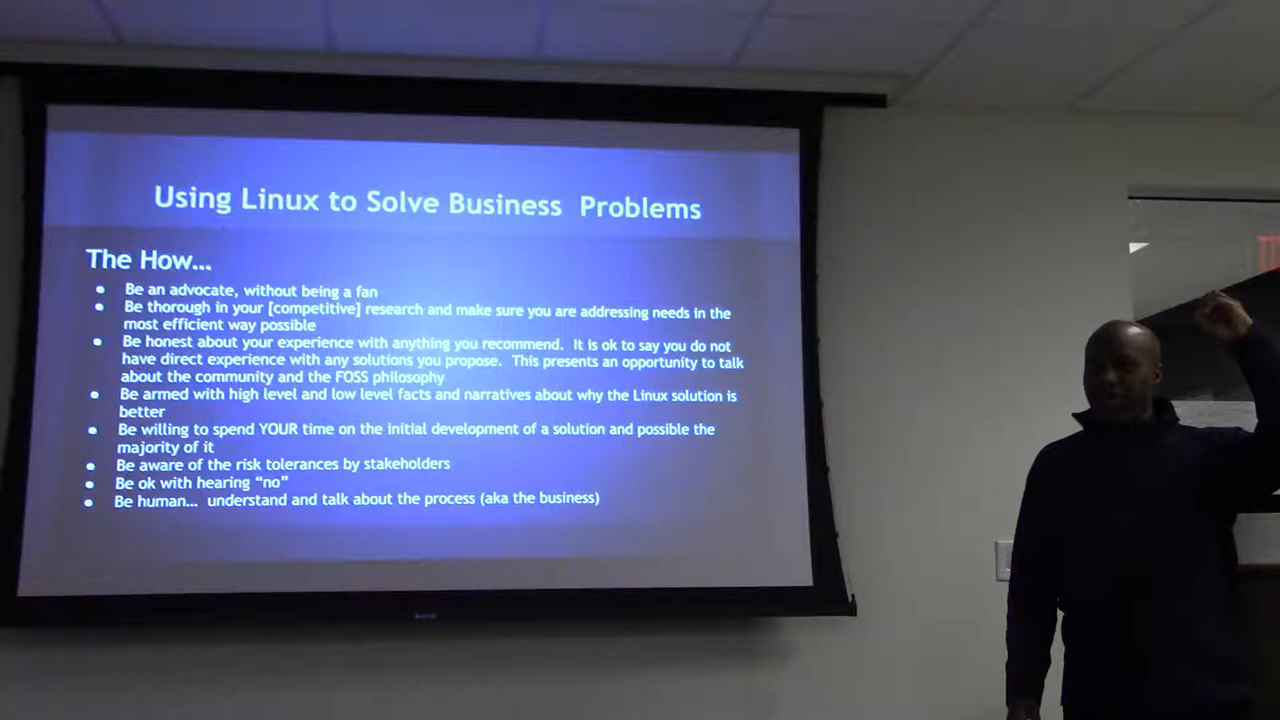 Using Linux to Solve Business Problems
The How...
Be an advocate, without being a fan
Be thorough in your [competitive] research and make sure you are addressing needs in the
most efficient way possible
Be honest about your experience with anything you recommend. It is ok to say you do not
have direct experience with any solutions you propose. This presents an opportunity to talk
about the community and the FOSS philosophy
Be armed with high level and low level facts and narratives about why the Linux solution is
better
Be willing to spend YOUR time on the initial development of a solution and possible the
majority of it
Be aware of the risk tolerances by stakeholders
Be ok with hearing “no”
Be human... understand and talk about the process (aka the business)